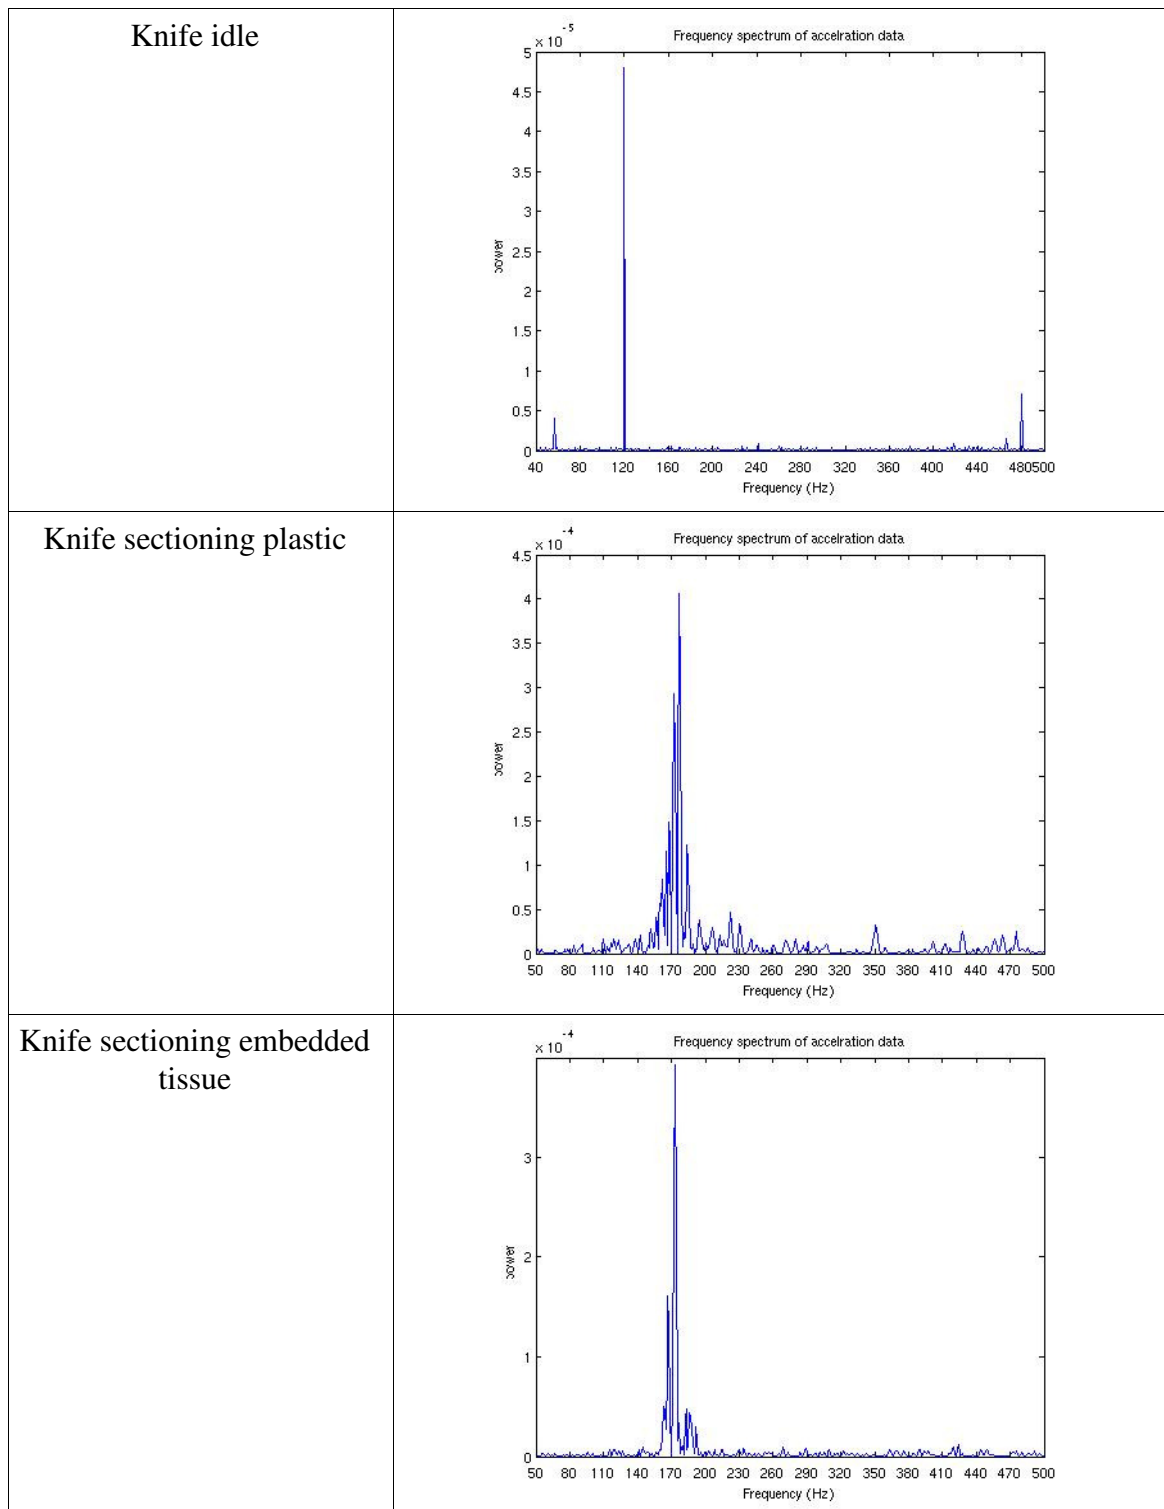 Knife idle
Frequency spectrum of accelration data
× 10
-5
5
4.5
4
3.5
3
2.5
2
1.5
1
0.5
0
power
40 80 120 160 200 240 280 320 360 400 440 480500
Frequency (Hz)
Knife sectioning plastic
Frequency spectrum of accelration data
× 10
-4
4.5
4
3.5
3
2.5
2
1.5
1
0.5
0
power
50 80 110 140 170 200 230 260 290 320 350 380 410 440 470 500
Frequency (Hz)
Knife sectioning embedded
tissue
Frequency spectrum of accelration data
× 10
-4
3
2
1
0
power
50 80 110 140 170 200 230 260 290 320 350 380 410 440 470 500
Frequency (Hz)